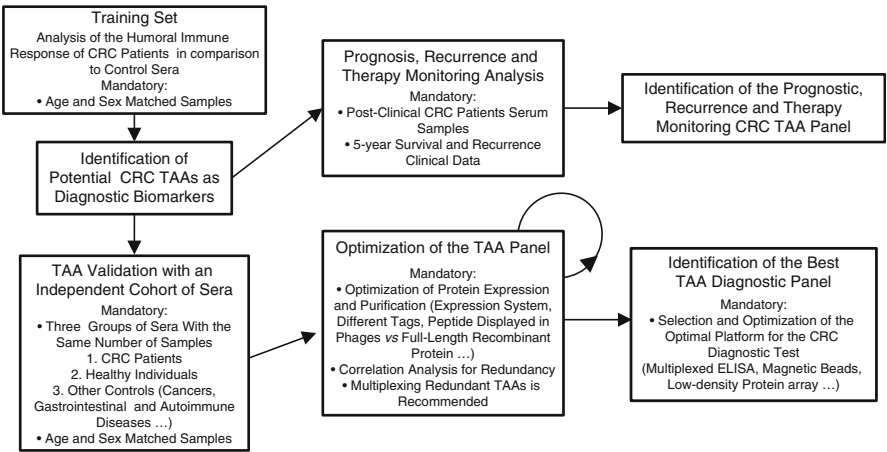 Training Set
Analysis of the Humoral Immune
Response of CRC Patients in comparison
to Control Sera
Mandatory:
• Age and Sex Matched Samples
Identification of
Potential CRC TAAs as
Diagnostic Biomarkers
TAA Validation with an
Independent Cohort of Sera
Mandatory:
• Three Groups of Sera With the
Same Number of Samples
1. CRC Patients
2. Healthy Individuals
3. Other Controls (Cancers,
Gastrointestinal and Autoimmune
Diseases ...)
• Age and Sex Matched Samples
Prognosis, Recurrence and
Therapy Monitoring Analysis
Mandatory:
• Post-Clinical CRC Patients Serum
Samples
• 5-year Survival and Recurrence
Clinical Data
Identification of the Prognostic,
Recurrence and Therapy
Monitoring CRC TAA Panel
Optimization of the TAA Panel
Mandatory:
• Optimization of Protein Expression
and Purification (Expression System,
Different Tags, Peptide Displayed in
Phages vs Full-Length Recombinant
Protein ...)
• Correlation Analysis for Redundancy
• Multiplexing Redundant TAAs is
Recommended
Identification of the Best
TAA Diagnostic Panel
Mandatory:
• Selection and Optimization of the
Optimal Platform for the CRC
Diagnostic Test
(Multiplexed ELISA, Magnetic Beads,
Low-density Protein array ...)